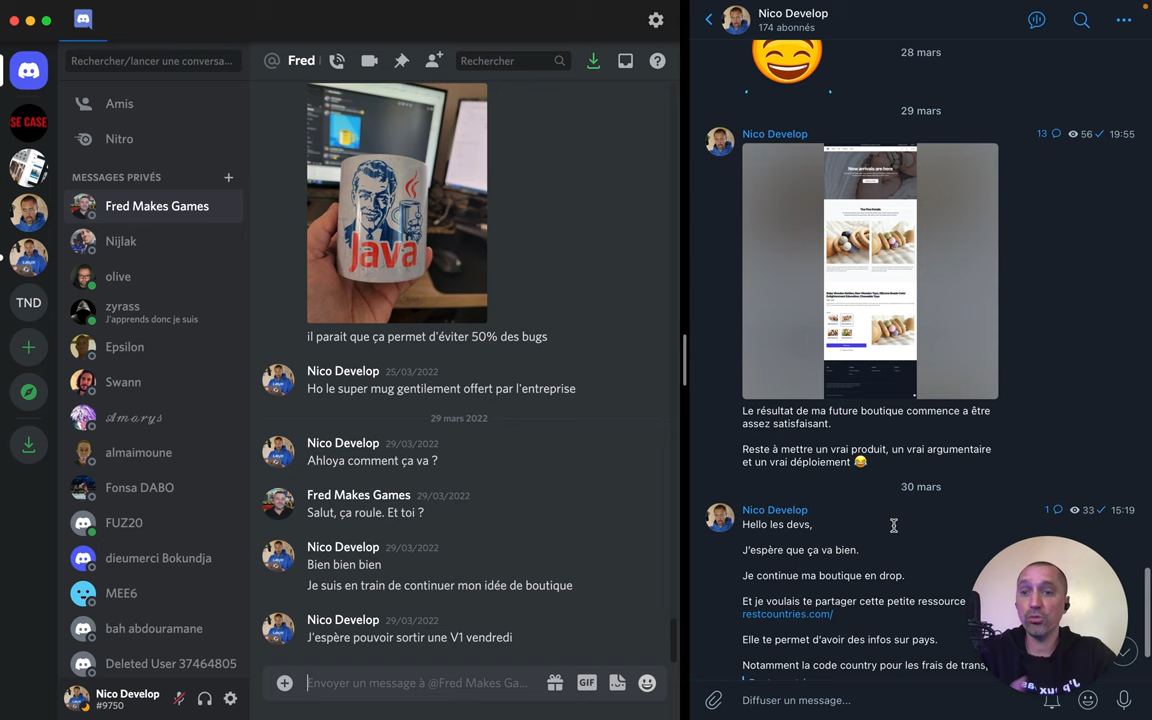 Rechercher/lancer une conversa...
Amis
Nitro
MESSAGES PRIVÉS
Fred Makes Games
Nijlak
olive
zyrass
J'apprends donc je suis
Epsilon
Swann
𝒜𝓂𝒶𝓇𝓎𝓈
almaimoune
Fonsa DABO
FUZ20
dieumerci Bokundja
MEE6
bah abdouramane
Deleted User 37464805
Nico Develop
#9750
SE CASE
TND
@ Fred
Rechercher
Java
il parait que ça permet d'éviter 50% des bugs
Nico Develop 25/03/2022
Ho le super mug gentilement offert par l'entreprise
29 mars 2022
Nico Develop 29/03/2022
Ahloya comment ça va ?
Fred Makes Games 29/03/2022
Salut, ça roule. Et toi ?
Nico Develop 29/03/2022
Bien bien bien
Je suis en train de continuer mon idée de boutique
Nico Develop 29/03/2022
J'espère pouvoir sortir une V1 vendredi
Envoyer un message à @Fred Makes Ga...
GIF
Nico Develop
174 abonnés
28 mars
29 mars
Nico Develop 13 56 19:55
New arrivals are here
Le résultat de ma future boutique commence a être
assez satisfaisant.
Reste à faire un vrai produit, un vrai argumentaire
et un vrai déploiement 😂
30 mars
Nico Develop 1 33 15:19
Hello les devs,
J'espère que ça va bien.
Je continue ma boutique en drop.
Et je voulais te partager cette petite ressource
restcountries.com/
Elle te permet d'avoir des infos sur pays.
Notamment la code country pour les frais de trans,
Diffuser un message...